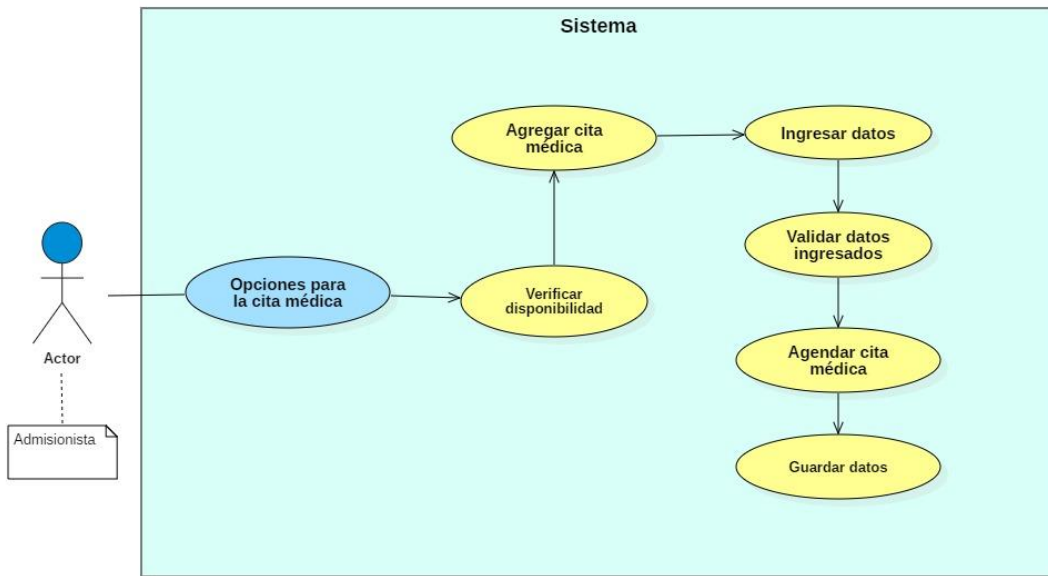 Sistema
Agregar cita
médica
Ingresar datos
Validar datos
ingresados
Opciones para
la cita médica
Verificar
disponibilidad
Actor
Agendar cita
médica
Admisionista
Guardar datos